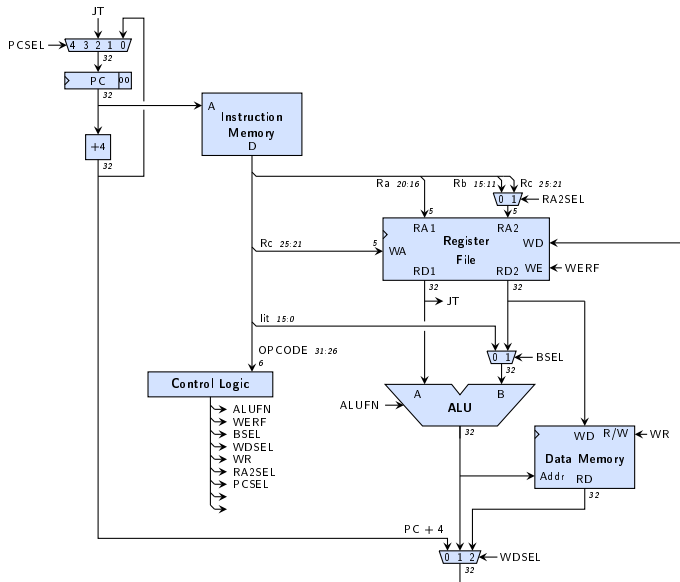 JT
PCSEL
4 3 2 1 0
32
PC
00
32
A
Instruction
Memory
D
+4
32
Ra 20:16
Rb 15:11
Rc 25:21
0 1
RA2SEL
5
5
RA1
RA2
Register
File
WD
Rc 25:21
5
WA
RD1
RD2
WE
WERF
32
32
JT
lit 15:0
0 1
BSEL
32
OPCODE 31:26
6
Control Logic
ALUFN
WERF
BSEL
WDSEL
WR
RA2SEL
PCSEL
A
B
ALU
ALUFN
32
WD
R/W
WR
Data Memory
Addr
RD
32
PC + 4
0 1 2
WDSEL
32